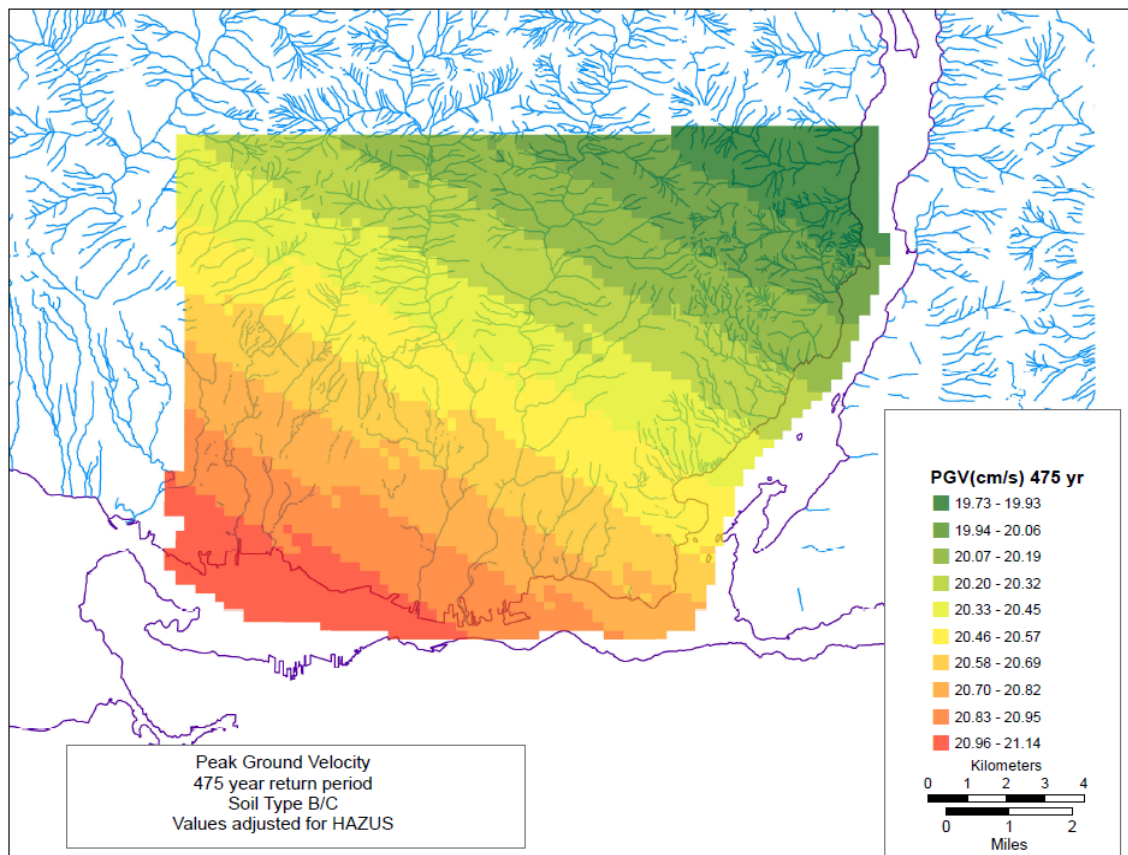 PGV(cm/s) 475 yr
19.73 - 19.93
19.94 - 20.06
20.07 - 20.19
20.20 - 20.32
20.33 - 20.45
20.46 - 20.57
20.58 - 20.69
20.70 - 20.82
20.83 - 20.95
20.96 - 21.14
Kilometers
0 1 2 3 4
0 1 2
Miles
Peak Ground Velocity
475 year return period
Soil Type B/C
Values adjusted for HAZUS